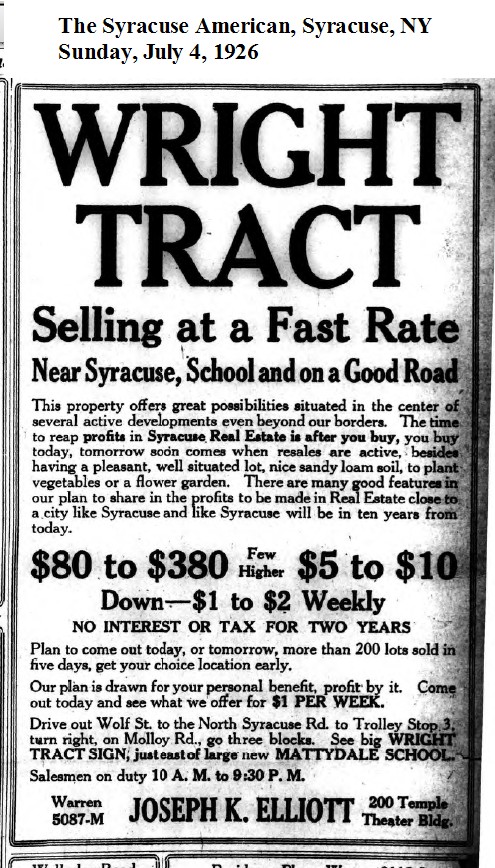 The Syracuse American, Syracuse, NY
Sunday, July 4, 1926
WRIGHT
TRACT
Selling at a Fast Rate
Near Syracuse, School and on a Good Road
This property offers great possibilities situated in the center of
several active developments even beyond our borders. The time
to reap profits in Syracuse Real Estate is after you buy, you buy
today, tomorrow soon comes when resales are active, besides
having a pleasant, well situated lot, nice sandy loam soil, to plant
vegetables or a flower garden. There are many good features in
our plan to share in the profits to be made in Real Estate close to
a city like Syracuse and like Syracuse will be in ten years from
today.
$80 to $380 Few Higher $5 to $10
Down—$1 to $2 Weekly
NO INTEREST OR TAX FOR TWO YEARS
Plan to come out today, or tomorrow, more than 200 lots sold in
five days, get your choice location early.
Our plan is drawn for your personal benefit, profit by it. Come
out today and see what we offer for $1 PER WEEK.
Drive out Wolf St. to the North Syracuse Rd. to Trolley Stop 3,
turn right, on Molloy Rd., go three blocks. See big WRIGHT
TRACT SIGN, just east of large new MATTYDALE SCHOOL.
Salesmen on duty 10 A. M. to 9:30 P. M.
Warren
5087-M
JOSEPH K. ELLIOTT
200 Temple
Theater Bldg.